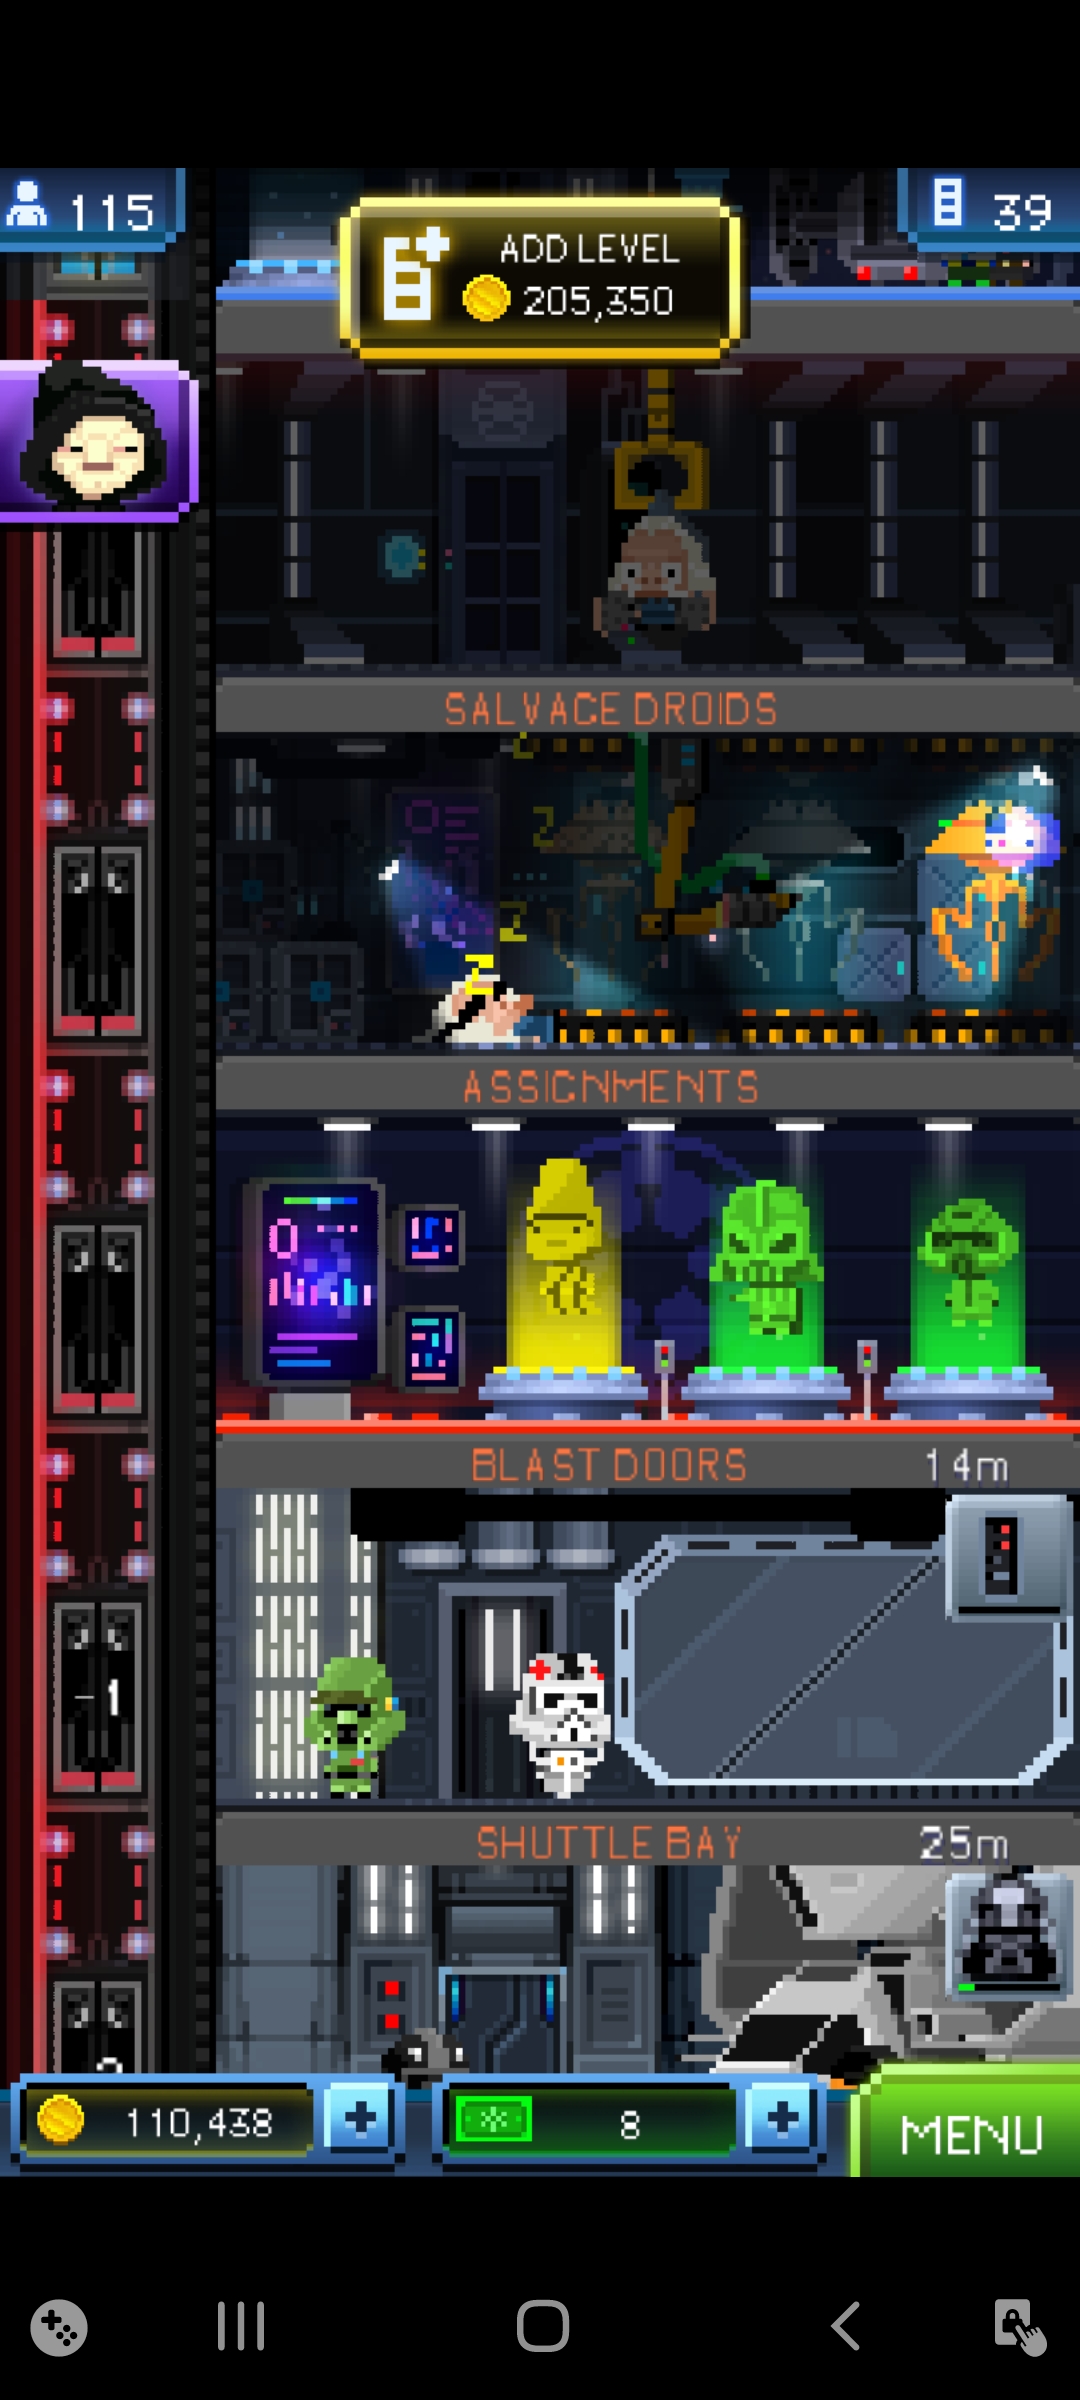 115
ADD LEVEL
205,350
39
SALVAGE DROIDS
Z
Z
Z
Z
ASSIGNMENTS
BLAST DOORS 14m
-1
SHUTTLE BAY 25m
110,438 + 8 + MENU